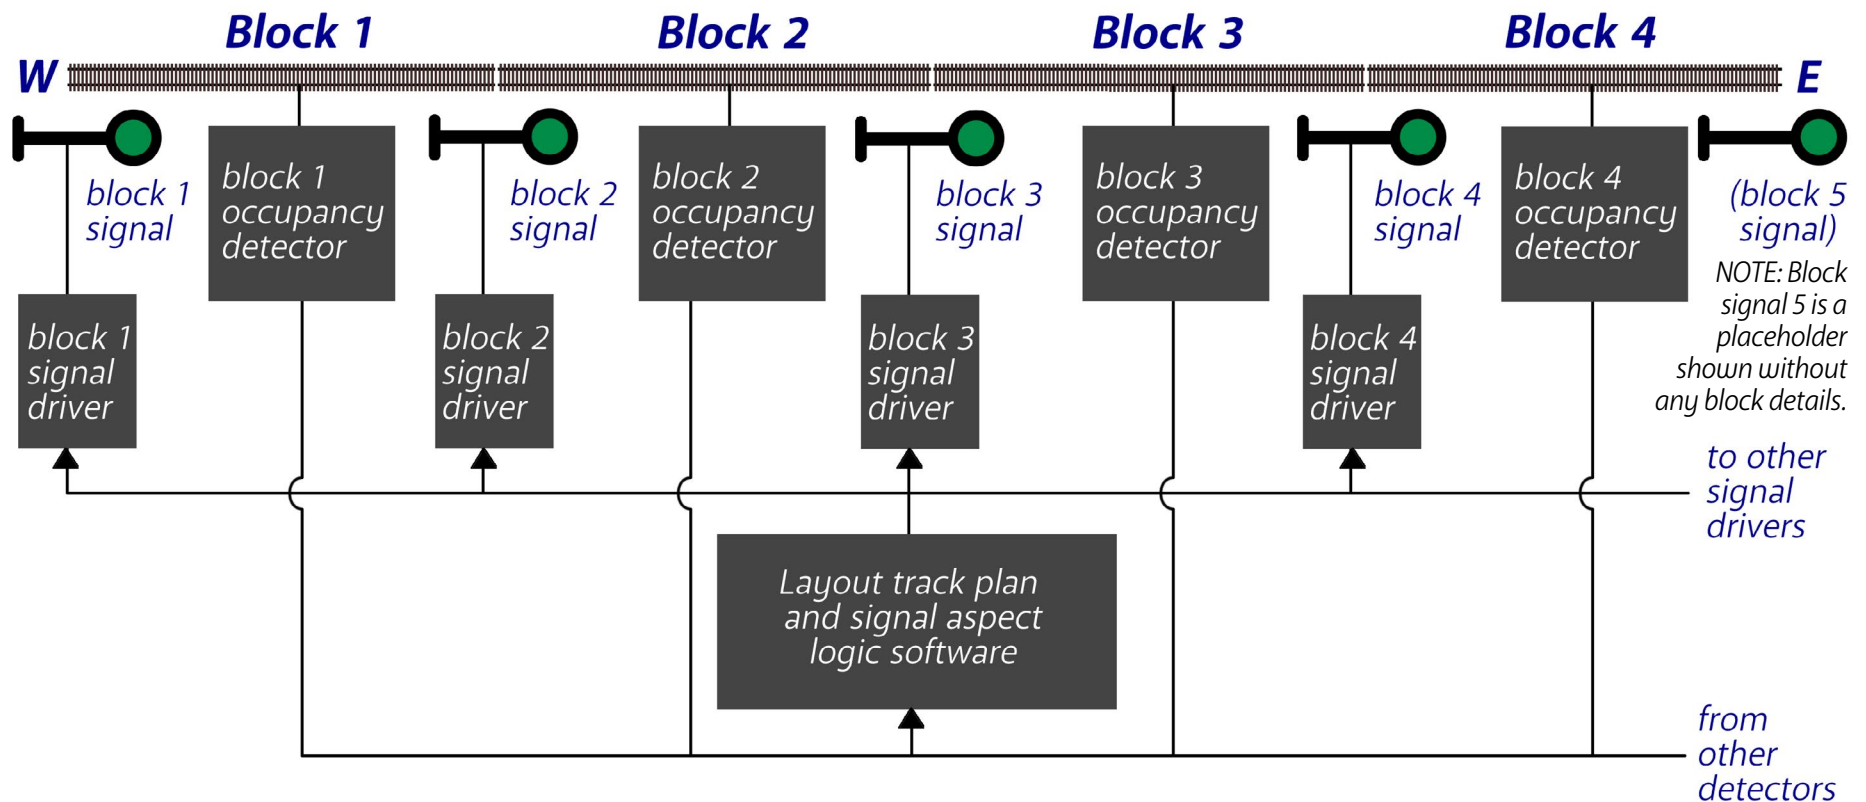 Block 1
Block 2
Block 3
Block 4
W
E
block 1
signal
block 1
occupancy
detector
block 2
signal
block 2
occupancy
detector
block 3
signal
block 3
occupancy
detector
block 4
signal
block 4
occupancy
detector
(block 5
signal)
NOTE: Block
signal 5 is a
placeholder
shown without
any block details.
block 1
signal
driver
block 2
signal
driver
block 3
signal
driver
block 4
signal
driver
to other
signal
drivers
Layout track plan
and signal aspect
logic software
from
other
detectors